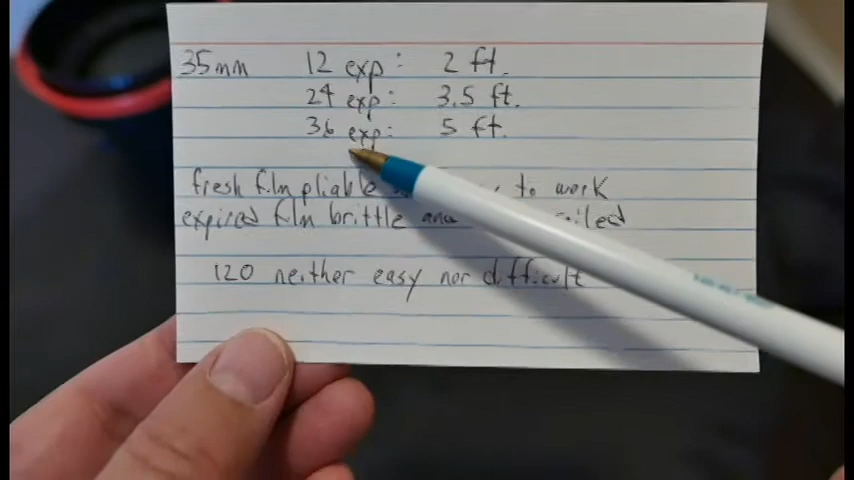 35mm 12 exp: 2 ft.
24 exp: 3.5 ft.
36 exp: 5 ft.
fresh film pliable to work
expired film brittle and
120 neither easy nor difficult